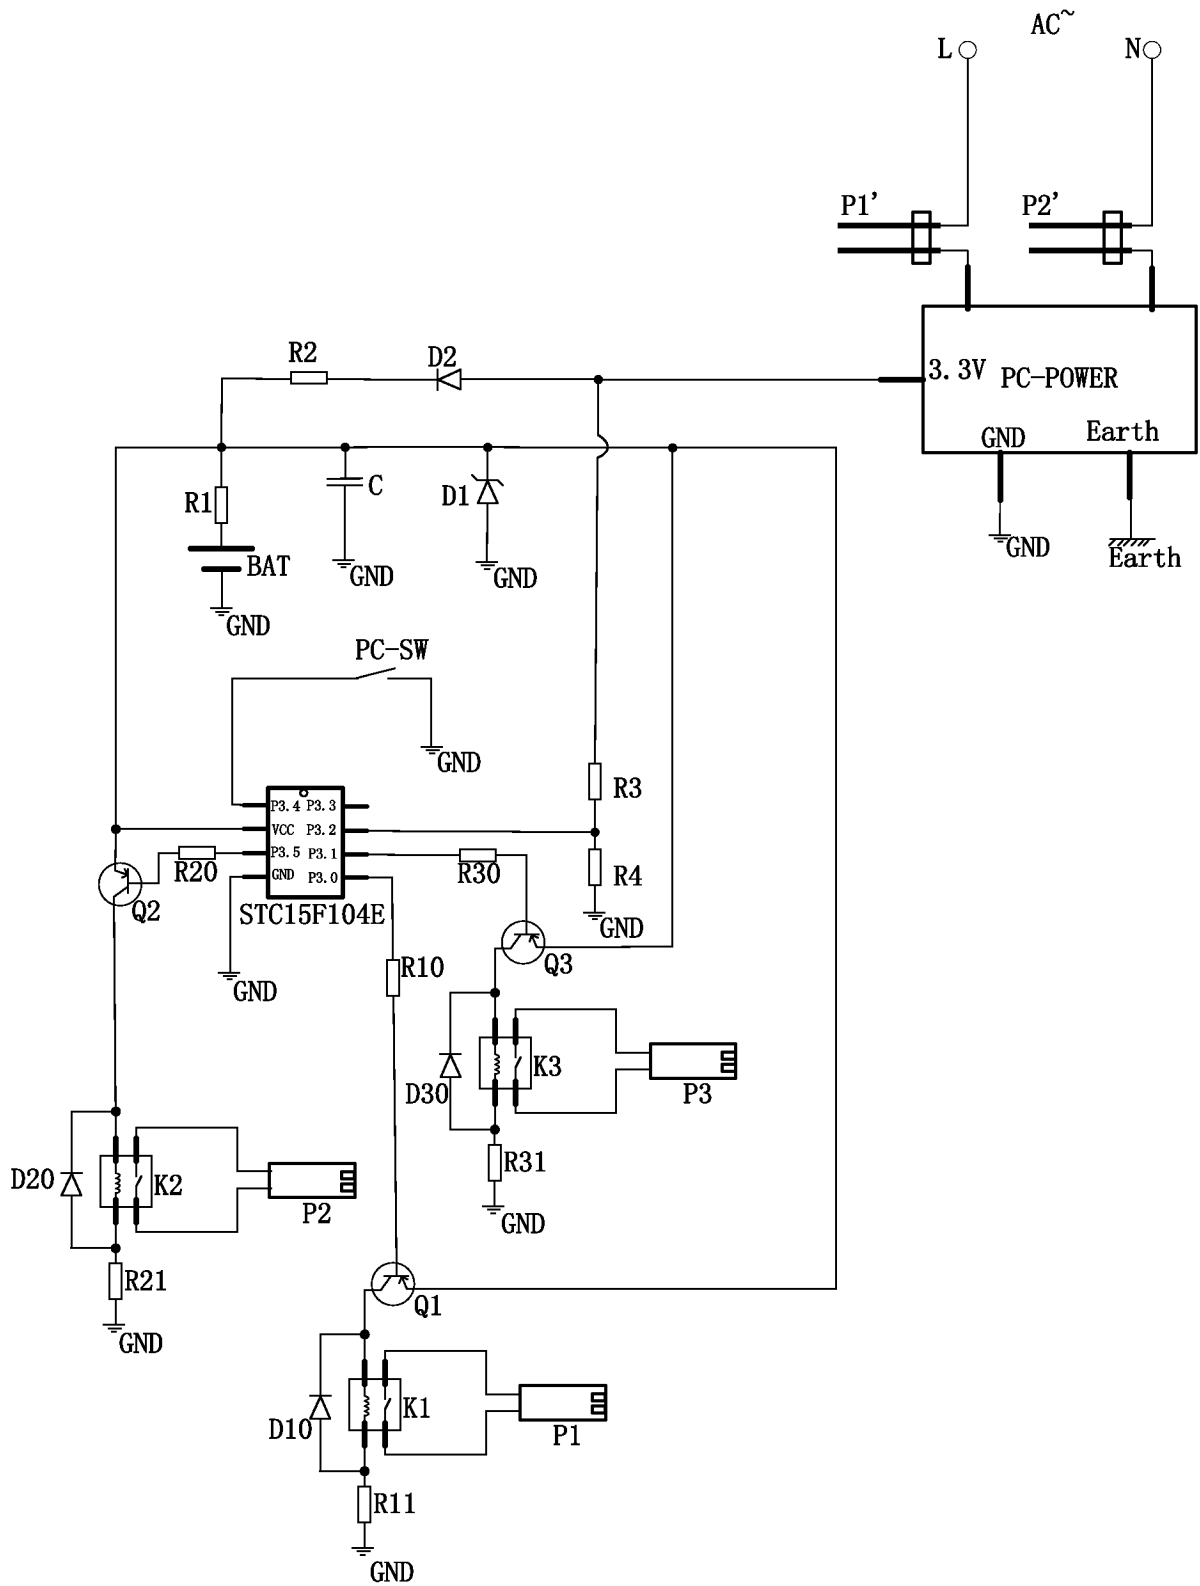 AC~
L
N
P1'
P2'
R2
D2
3.3V
PC-POWER
GND
Earth
R1
C
D1
BAT
GND
GND
GND
GND
Earth
PC-SW
GND
R3
P3.4 P3.3
VCC P3.2
P3.5 P3.1
GND P3.0
STC15F104E
R20
R30
R4
Q2
GND
GND
R10
Q3
K3
D30
P3
R31
GND
D20
K2
P2
R21
GND
Q1
K1
D10
P1
R11
GND